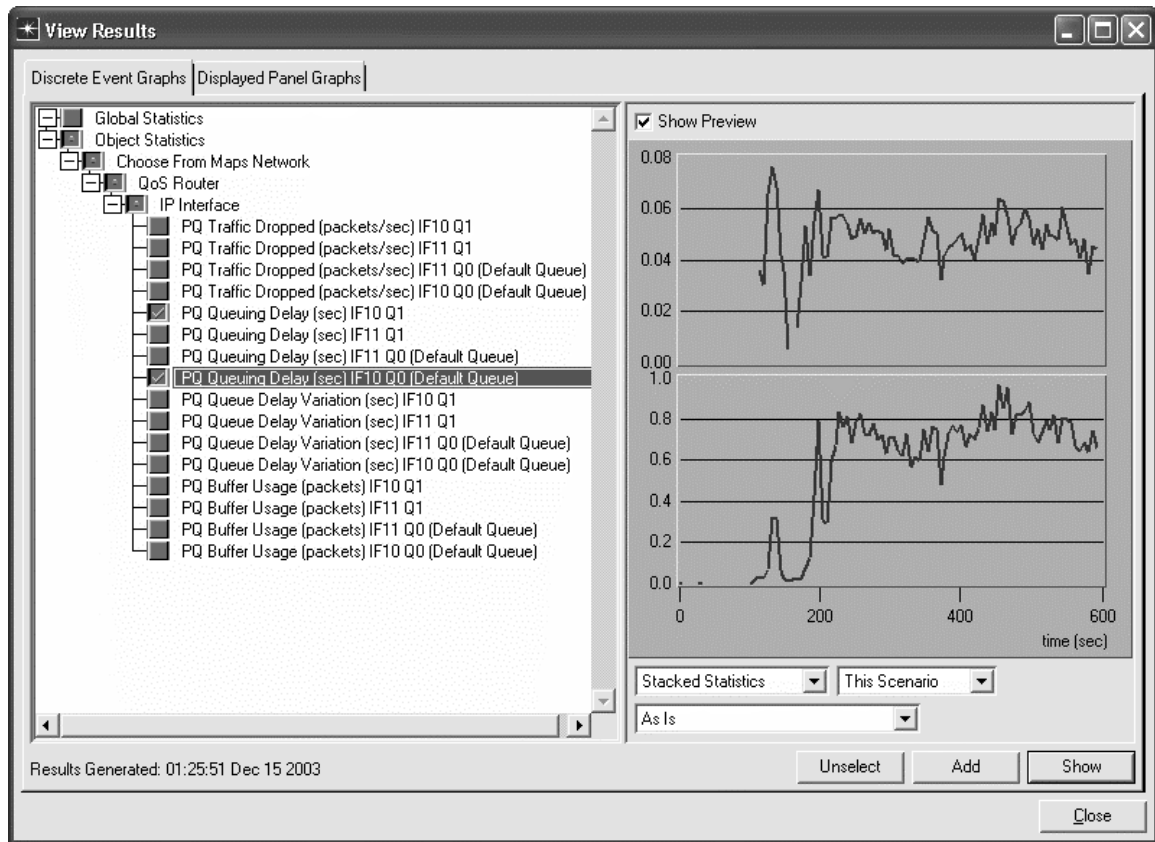 View Results
Discrete Event Graphs Displayed Panel Graphs
Global Statistics
Object Statistics
Choose From Maps Network
QoS Router
IP Interface
PQ Traffic Dropped (packets/sec) IF10 Q1
PQ Traffic Dropped (packets/sec) IF11 Q1
PQ Traffic Dropped (packets/sec) IF11 Q0 (Default Queue)
PQ Traffic Dropped (packets/sec) IF10 Q0 (Default Queue)
PQ Queuing Delay (sec) IF10 Q1
PQ Queuing Delay (sec) IF11 Q1
PQ Queuing Delay (sec) IF11 Q0 (Default Queue)
PQ Queuing Delay (sec) IF10 Q0 (Default Queue)
PQ Queue Delay Variation (sec) IF10 Q1
PQ Queue Delay Variation (sec) IF11 Q1
PQ Queue Delay Variation (sec) IF11 Q0 (Default Queue)
PQ Queue Delay Variation (sec) IF10 Q0 (Default Queue)
PQ Buffer Usage (packets) IF10 Q1
PQ Buffer Usage (packets) IF11 Q1
PQ Buffer Usage (packets) IF11 Q0 (Default Queue)
PQ Buffer Usage (packets) IF10 Q0 (Default Queue)
Show Preview
0.08
0.06
0.04
0.02
0.00
1.0
0.8
0.6
0.4
0.2
0.0
0 200 400 600
time (sec)
Stacked Statistics This Scenario
As Is
Results Generated: 01:25:51 Dec 15 2003
Unselect Add Show
Close